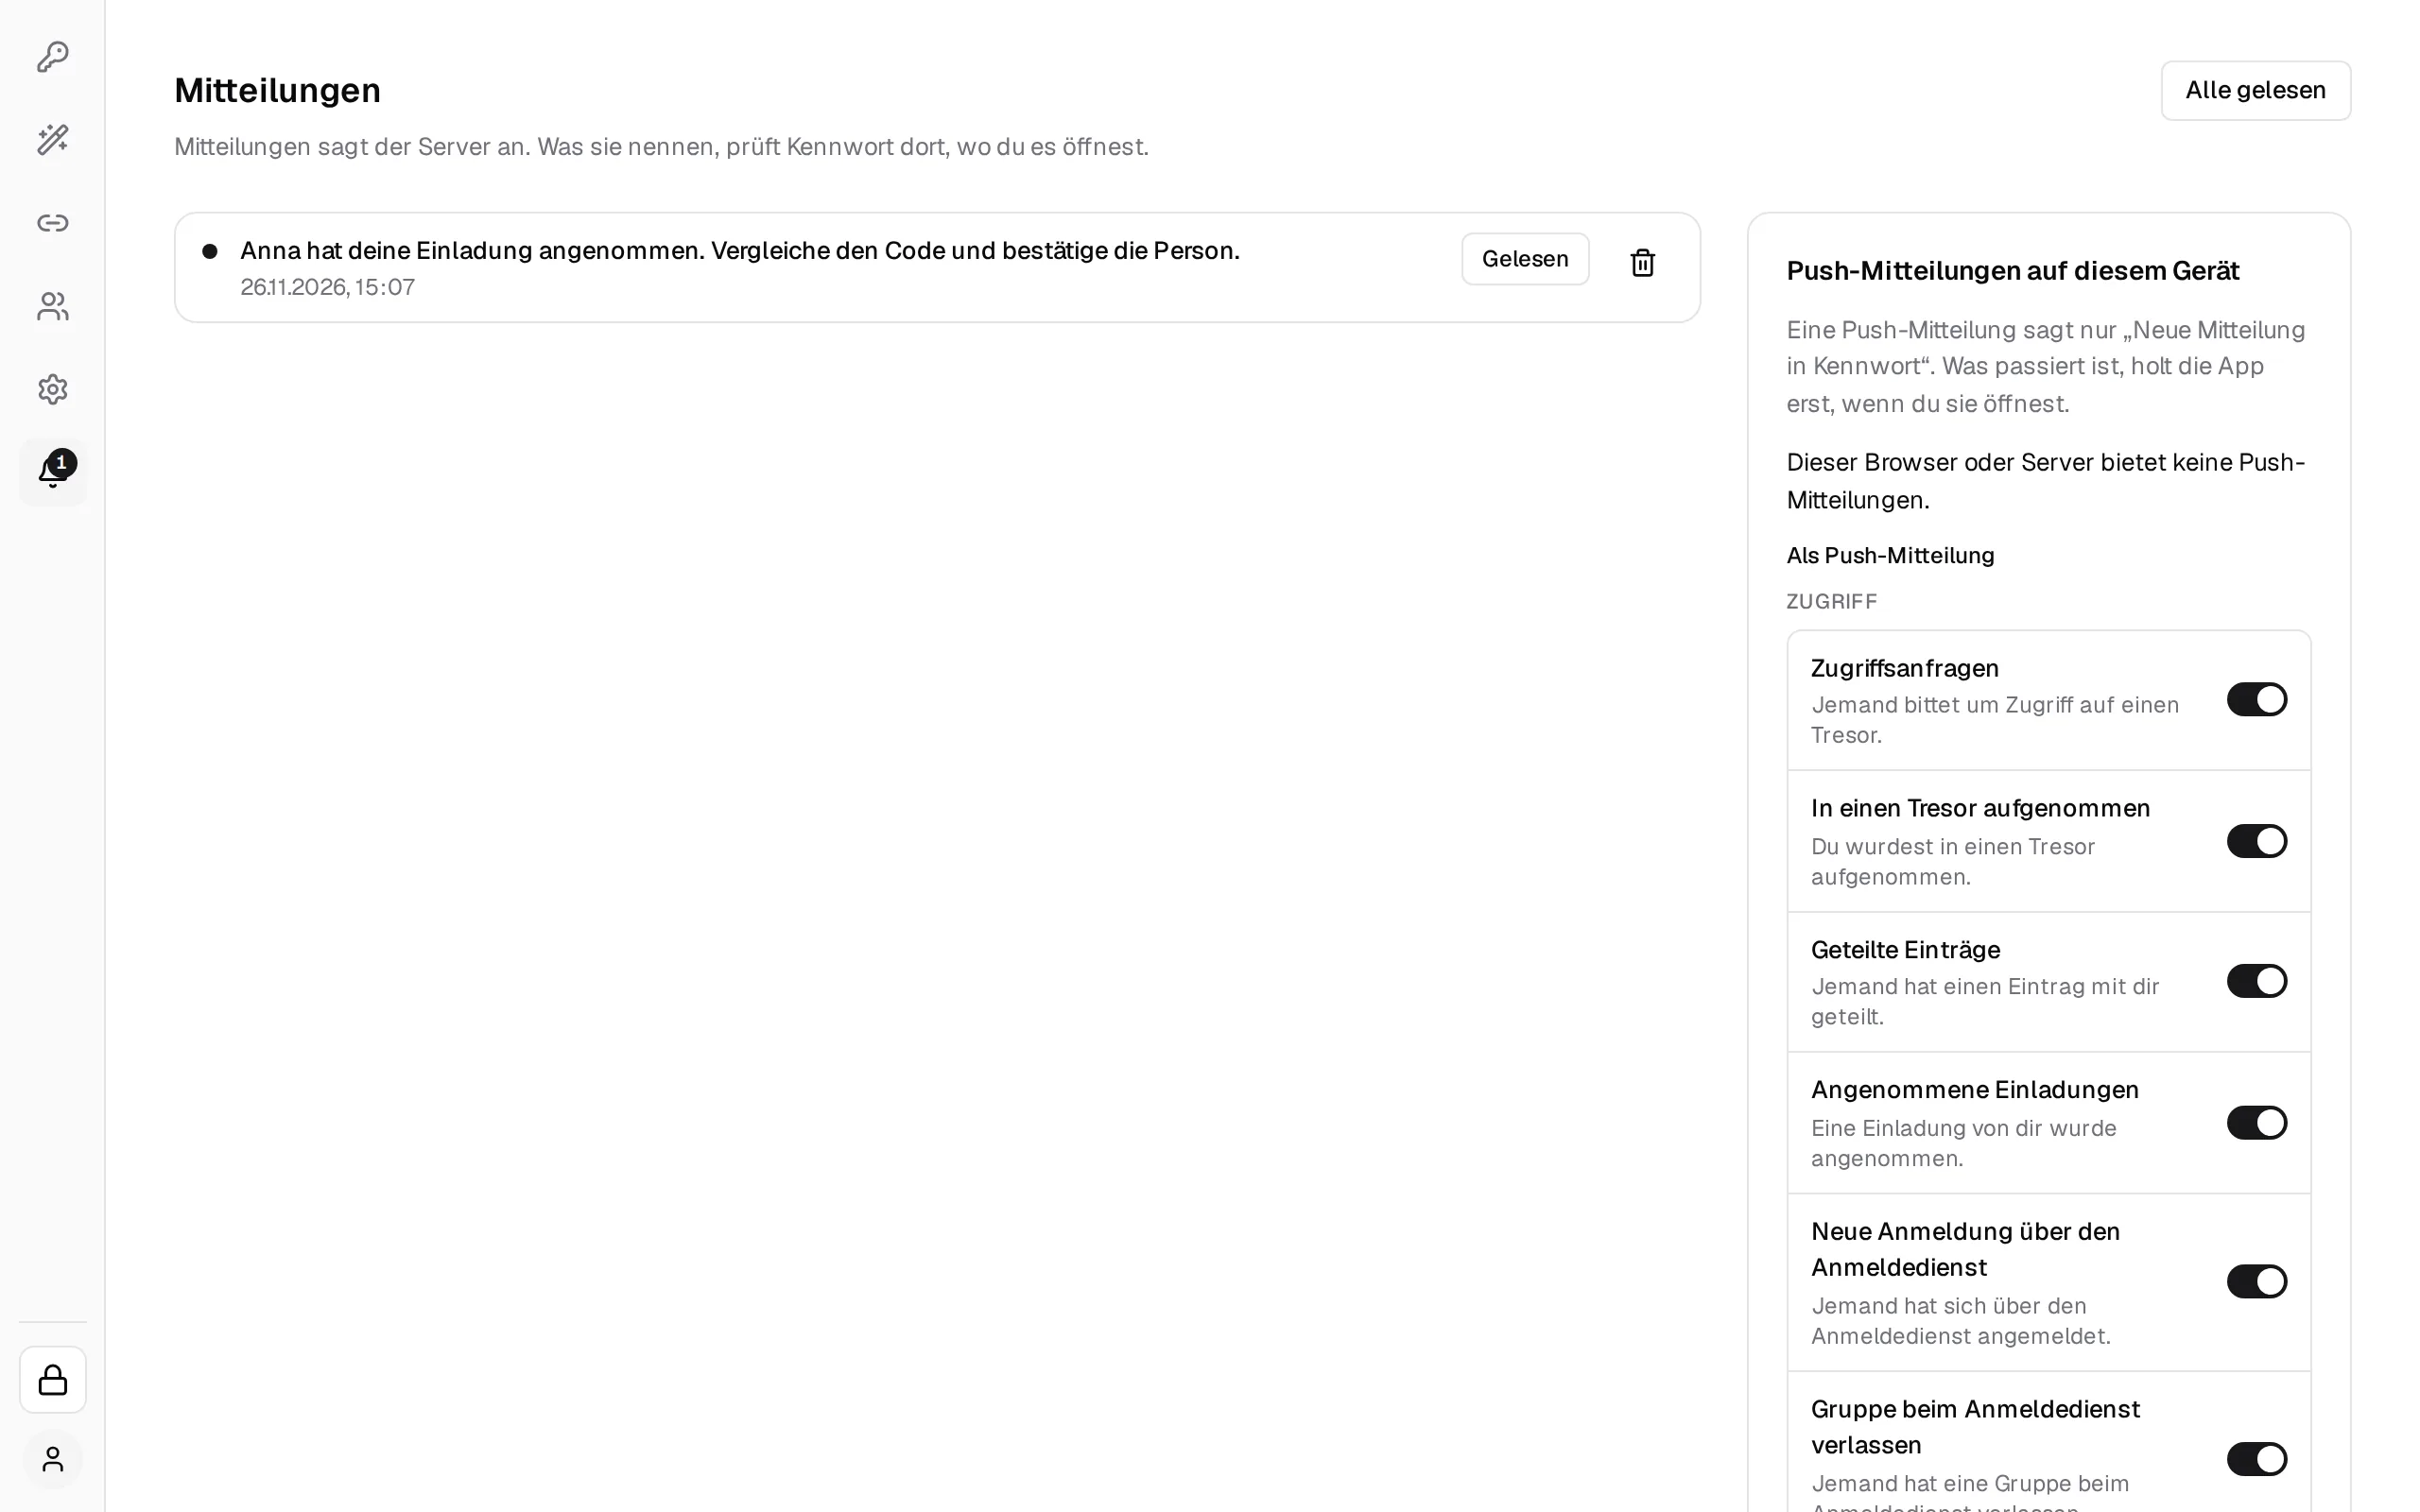 Mitteilungen
Alle gelesen
Mitteilungen sagt der Server an. Was sie nennen, prüft Kennwort dort, wo du es öffnest.
Anna hat deine Einladung angenommen. Vergleiche den Code und bestätige die Person.
26.11.2026, 15:07
Gelesen
1
Push-Mitteilungen auf diesem Gerät
Eine Push-Mitteilung sagt nur „Neue Mitteilung
in Kennwort“. Was passiert ist, holt die App
erst, wenn du sie öffnest.
Dieser Browser oder Server bietet keine Push-
Mitteilungen.
Als Push-Mitteilung
ZUGRIFF
Zugriffsanfragen
Jemand bittet um Zugriff auf einen
Tresor.
In einen Tresor aufgenommen
Du wurdest in einen Tresor
aufgenommen.
Geteilte Einträge
Jemand hat einen Eintrag mit dir
geteilt.
Angenommene Einladungen
Eine Einladung von dir wurde
angenommen.
Neue Anmeldung über den
Anmeldedienst
Jemand hat sich über den
Anmeldedienst angemeldet.
Gruppe beim Anmeldedienst
verlassen
Jemand hat eine Gruppe beim
Anmeldedienst verlassen.